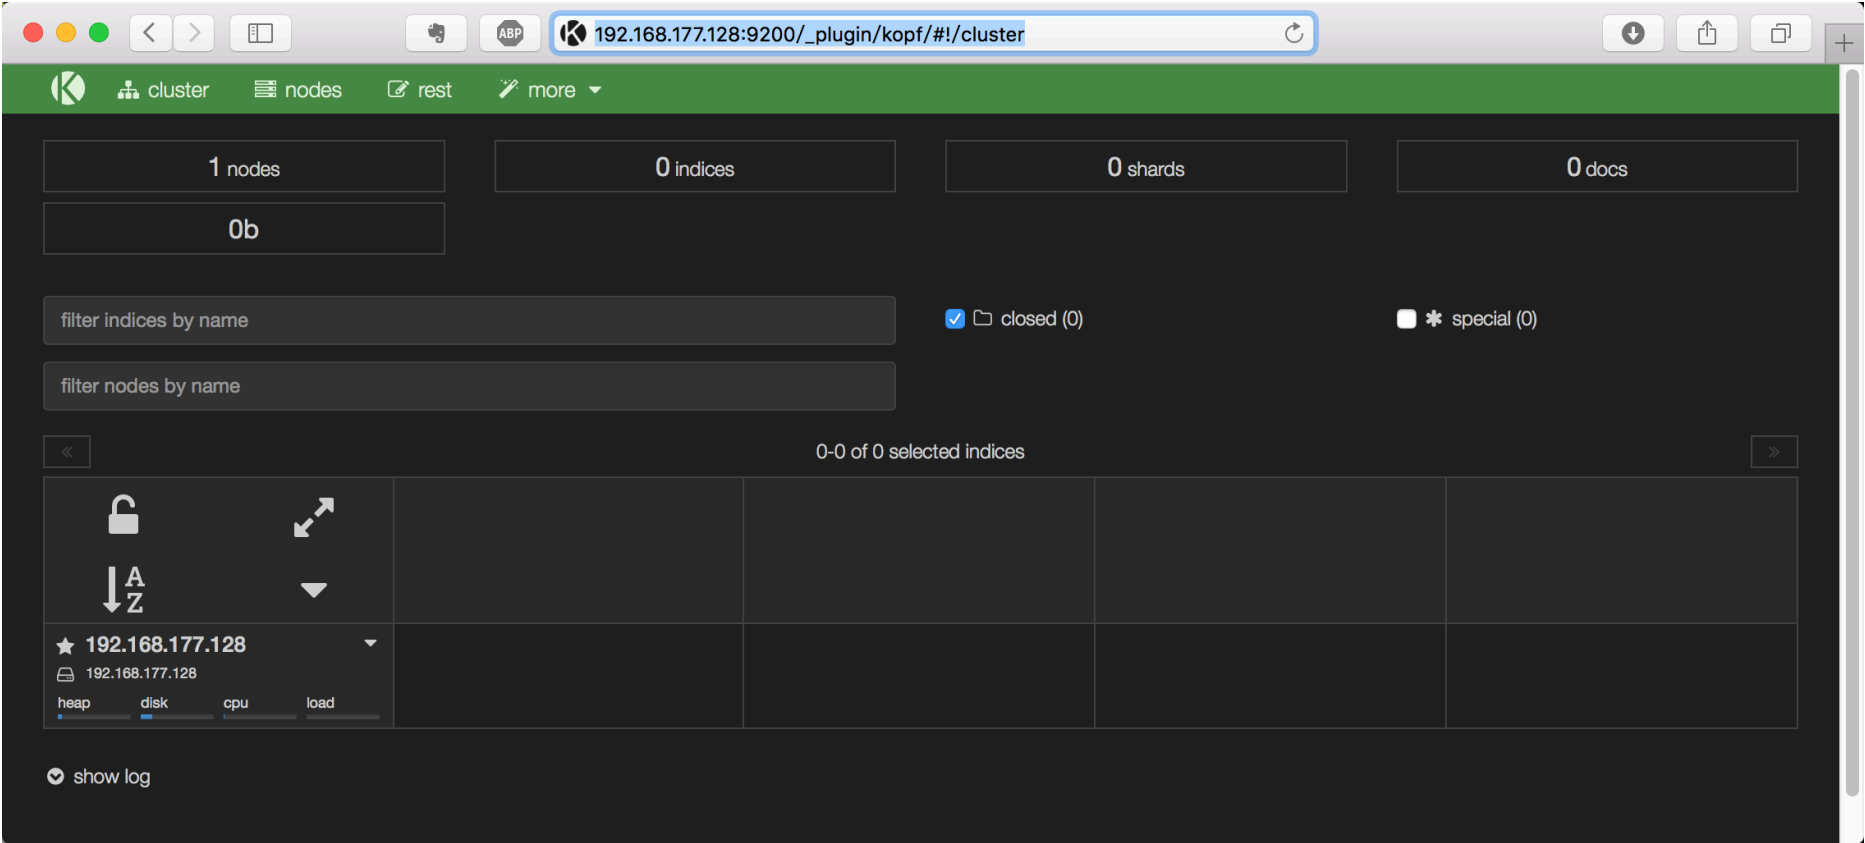 ABP 192.168.177.128:9200/_plugin/kopf/#!/cluster
cluster nodes rest more
1 nodes 0 indices 0 shards 0 docs
0b
filter indices by name closed (0) special (0)
filter nodes by name
« 0-0 of 0 selected indices »
A
Z
192.168.177.128
192.168.177.128
heap disk cpu load
show log